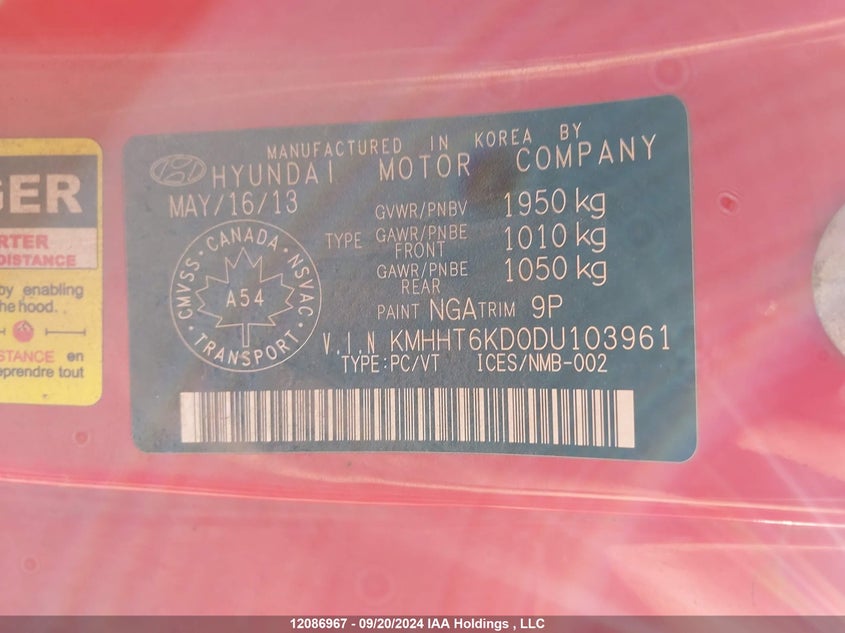 GER
RTER
DISTANCE
by enabling
the hood.
STANCE en
eprendre tout
MANUFACTURED IN KOREA BY
HYUNDAI MOTOR COMPANY
MAY/16/13
GVWR/PNBV 1950 kg
TYPE GAWR/PNBE FRONT 1010 kg
GAWR/PNBE REAR 1050 kg
CMVSS · CANADA · NSVAC
A54
TRANSPORT
PAINT NGA TRIM 9P
V.I.N KMHHT6KD0DU103961
TYPE:PC/VT ICES/NMB-002
12086967 - 09/20/2024 IAA Holdings , LLC